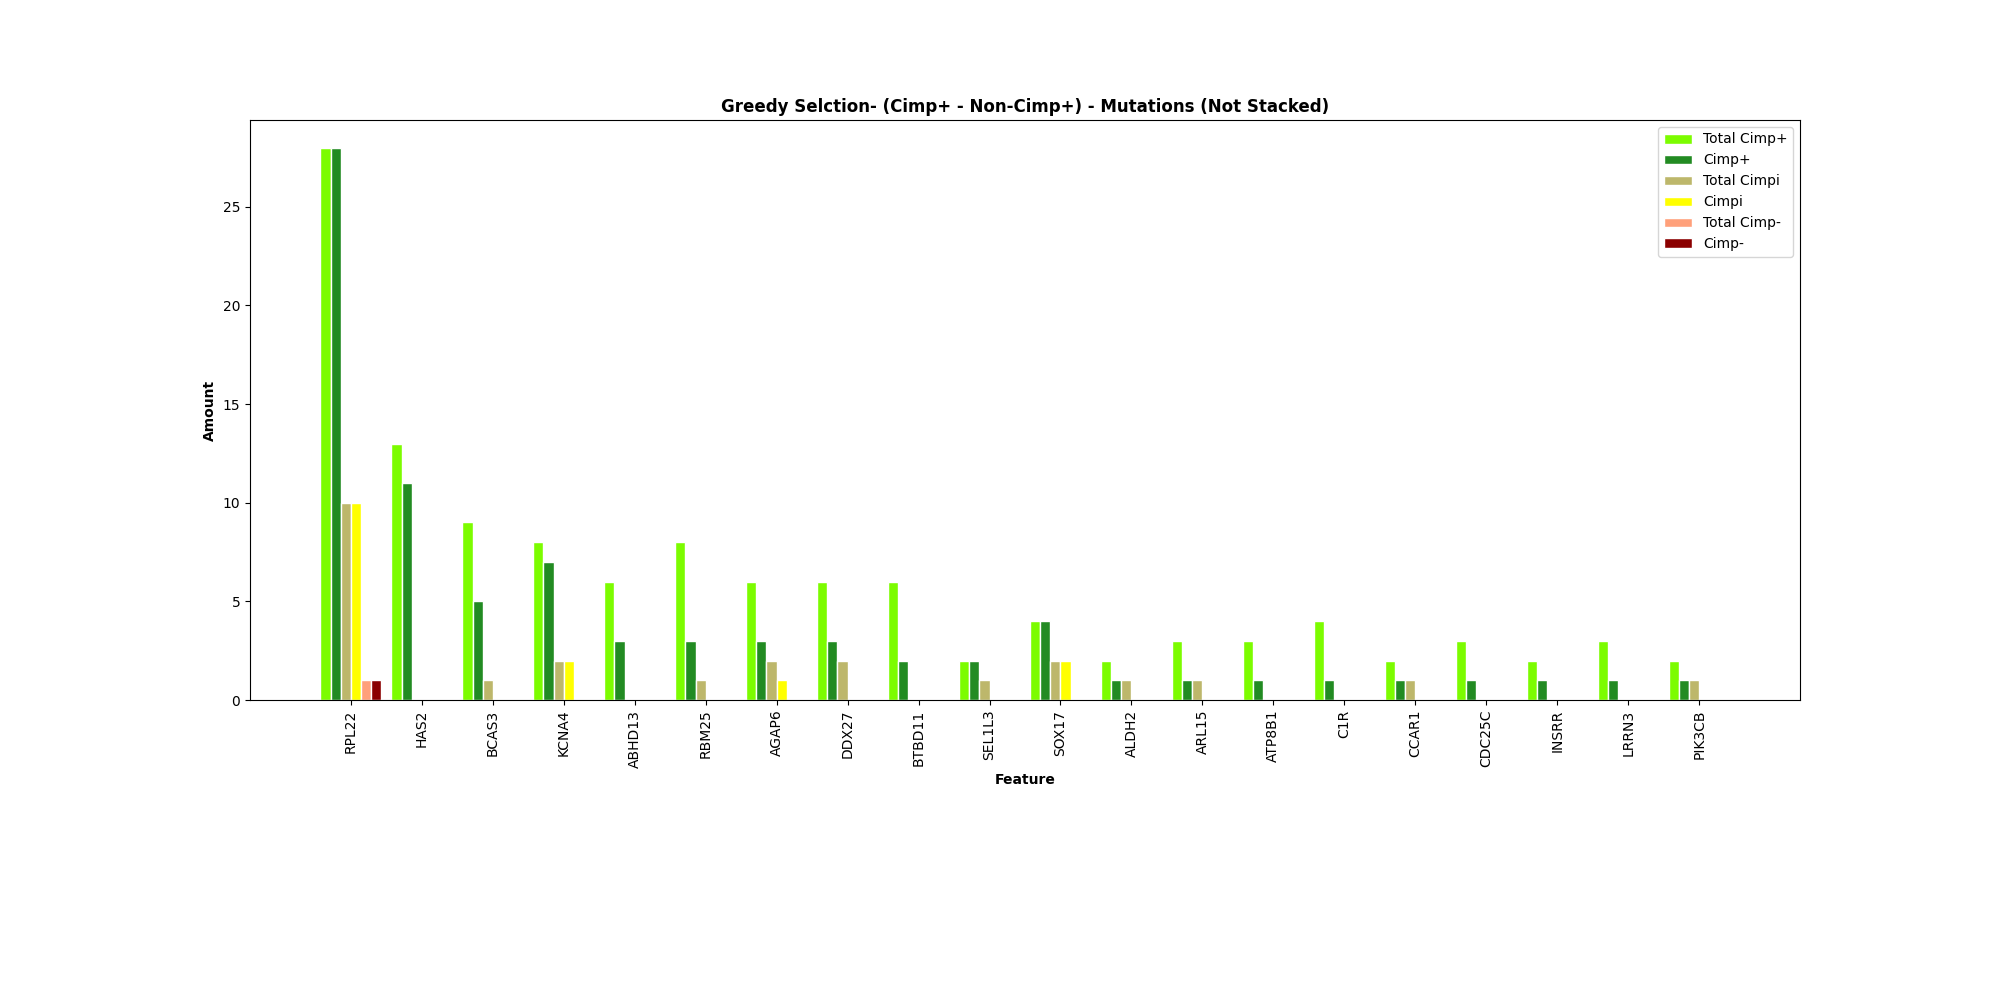 Greedy Selction- (Cimp+ - Non-Cimp+) - Mutations (Not Stacked)
Total Cimp+
Cimp+
Total Cimpi
Cimpi
Total Cimp-
Cimp-
25
20
15
10
5
0
Amount
RPL22
HAS2
BCAS3
KCNA4
ABHD13
RBM25
AGAP6
DDX27
BTBD11
SEL1L3
SOX17
ALDH2
ARL15
ATP8B1
C1R
CCAR1
CDC25C
INSRR
LRRN3
PIK3CB
Feature